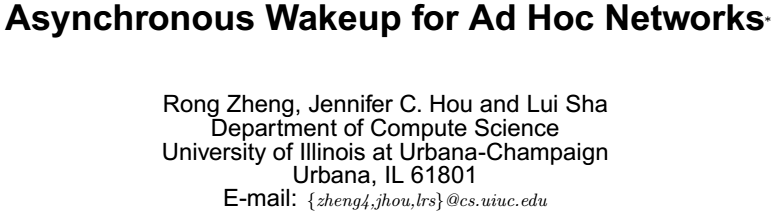 Asynchronous Wakeup for Ad Hoc Networks*
Rong Zheng, Jennifer C. Hou and Lui Sha
Department of Compute Science
University of Illinois at Urbana-Champaign
Urbana, IL 61801
E-mail: {zheng4,jhou,lrs}@cs.uiuc.edu